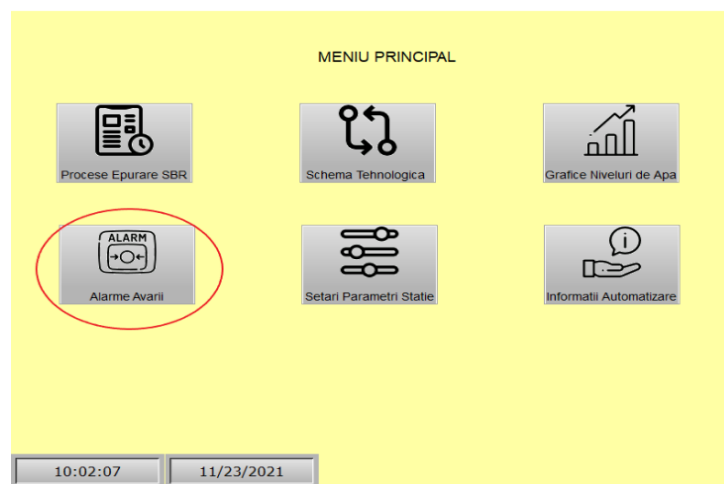 MENIU PRINCIPAL
Procese Epurare SBR
Schema Tehnologica
Grafice Niveluri de Apa
ALARM
Alarme Avarii
Setari Parametri Statie
i
Informatii Automatizare
10:02:07
11/23/2021